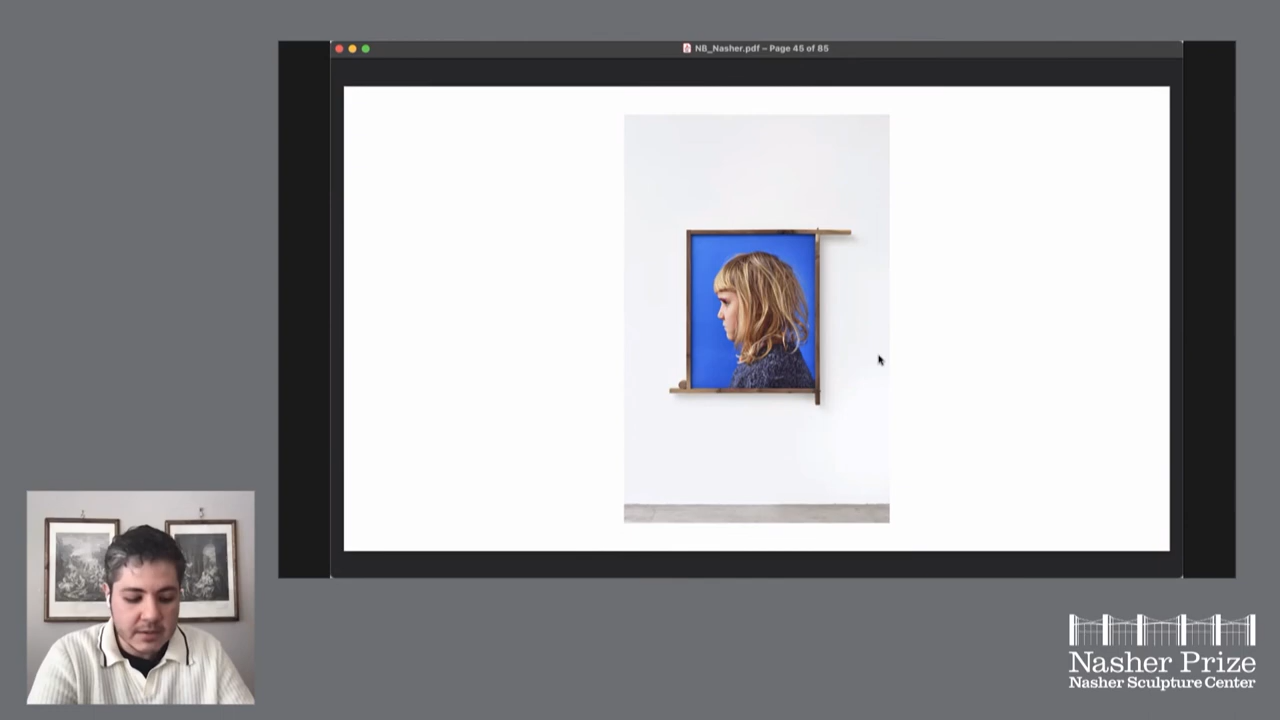 NB_Nasher.pdf – Page 45 of 85
Nasher Prize
Nasher Sculpture Center